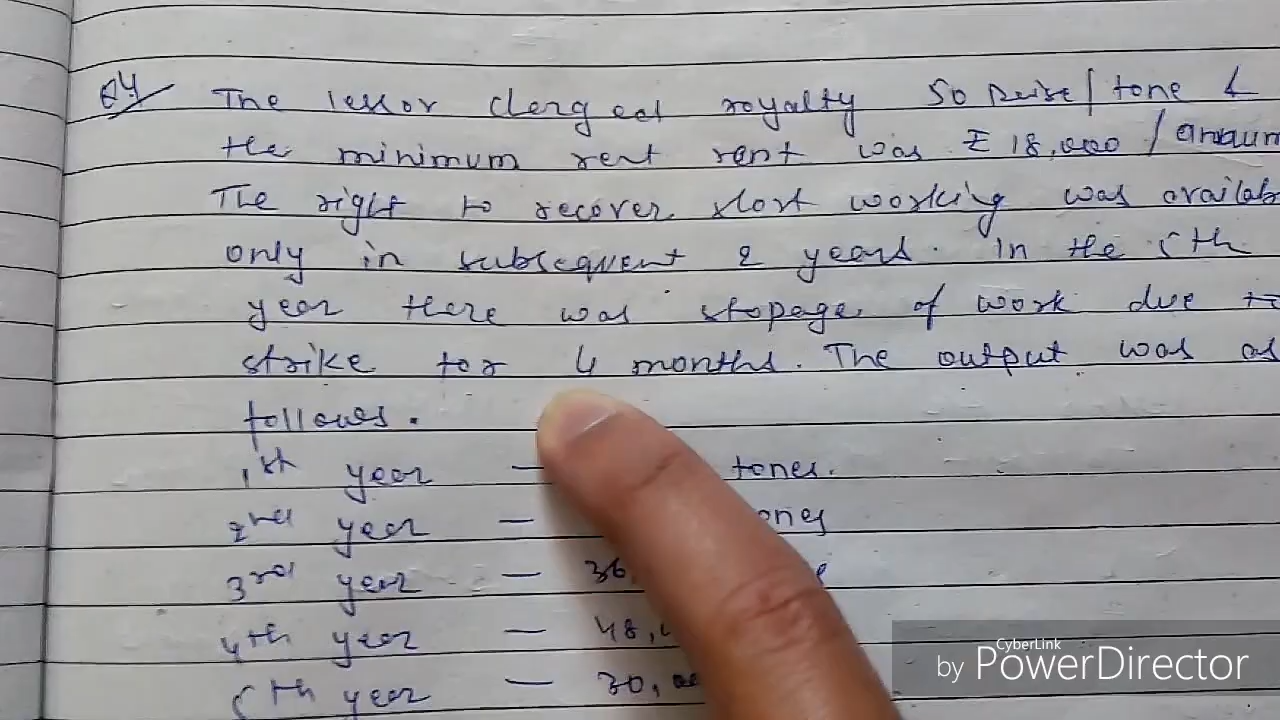 Q4 The lessor charged royalty 50 paise/tone &
the minimum rent rent was ₹ 18,000 / annum
The right to recover short working was availab
only in subsequent 2 years. In the 5th
year there was stopage of work due to
strike for 4 months. The output was as
follows.
1st year — tones.
2nd year — ones
3rd year — 36,
4th year — 48,
5th year — 30,
CyberLink
by PowerDirector